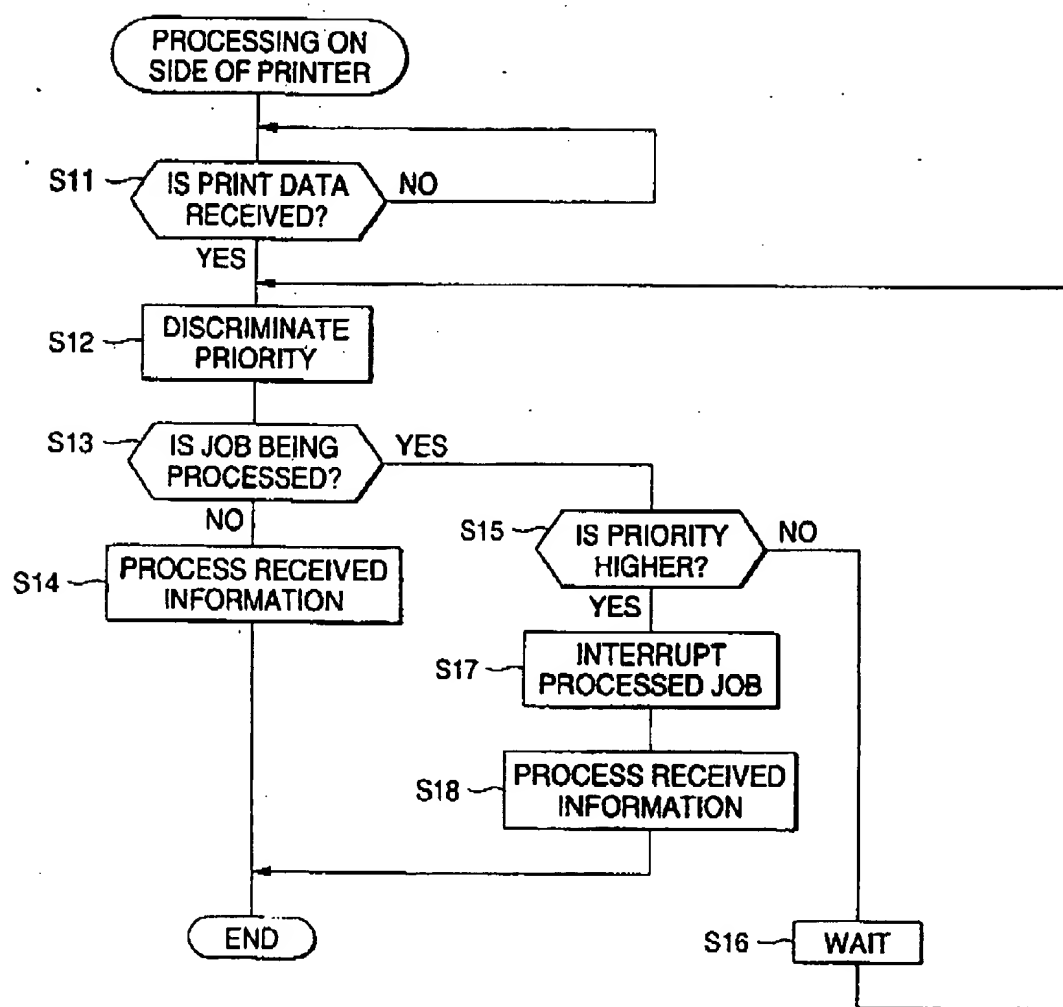 PROCESSING ON
SIDE OF PRINTER
S11
IS PRINT DATA
RECEIVED?
NO
YES
S12
DISCRIMINATE
PRIORITY
S13
IS JOB BEING
PROCESSED?
YES
NO
S14
PROCESS RECEIVED
INFORMATION
S15
IS PRIORITY
HIGHER?
NO
YES
S17
INTERRUPT
PROCESSED JOB
S18
PROCESS RECEIVED
INFORMATION
END
S16
WAIT